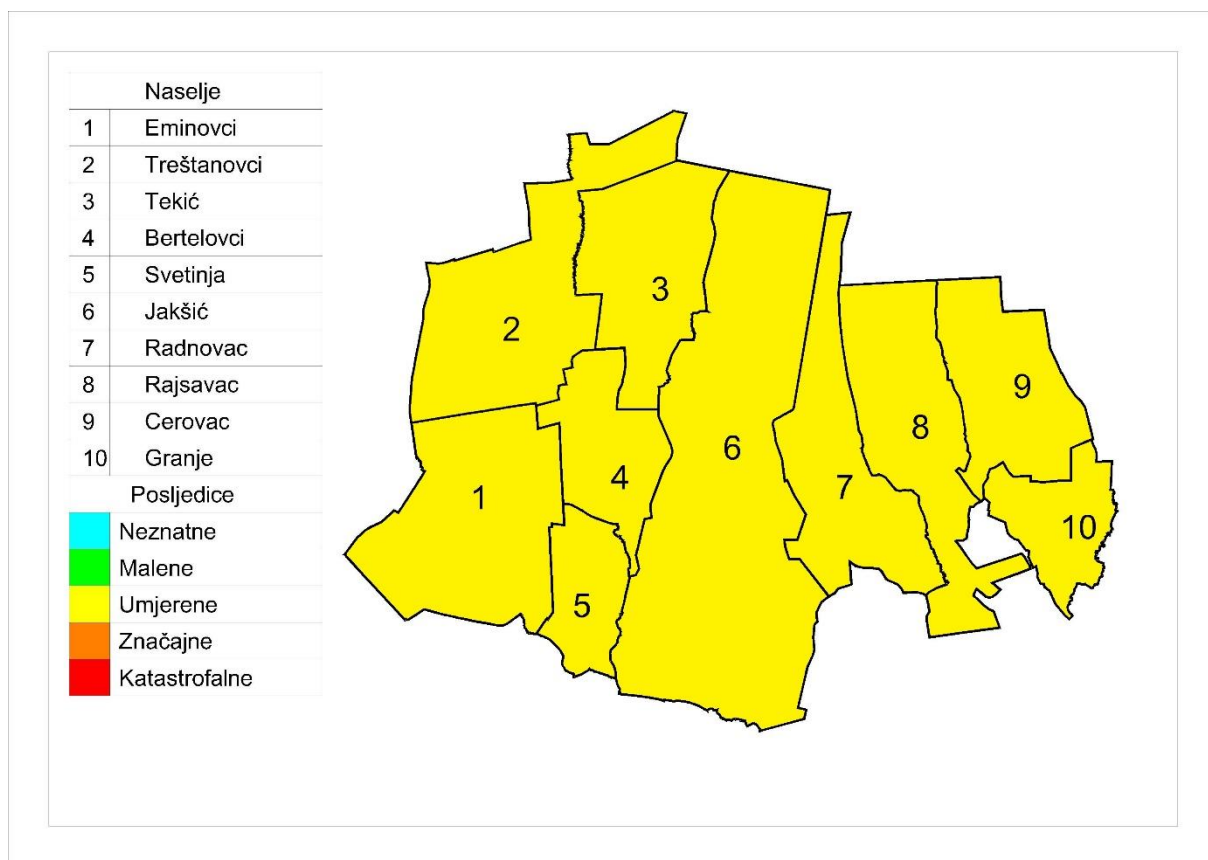 Naselje
1 Eminovci
2 Treštanovci
3 Tekić
4 Bertelovci
5 Svetinja
6 Jakšić
7 Radnovac
8 Rajsavac
9 Cerovac
10 Granje
Posljedice
Neznatne
Malene
Umjerene
Značajne
Katastrofalne
3
2
9
8
6
4
7
1
10
5